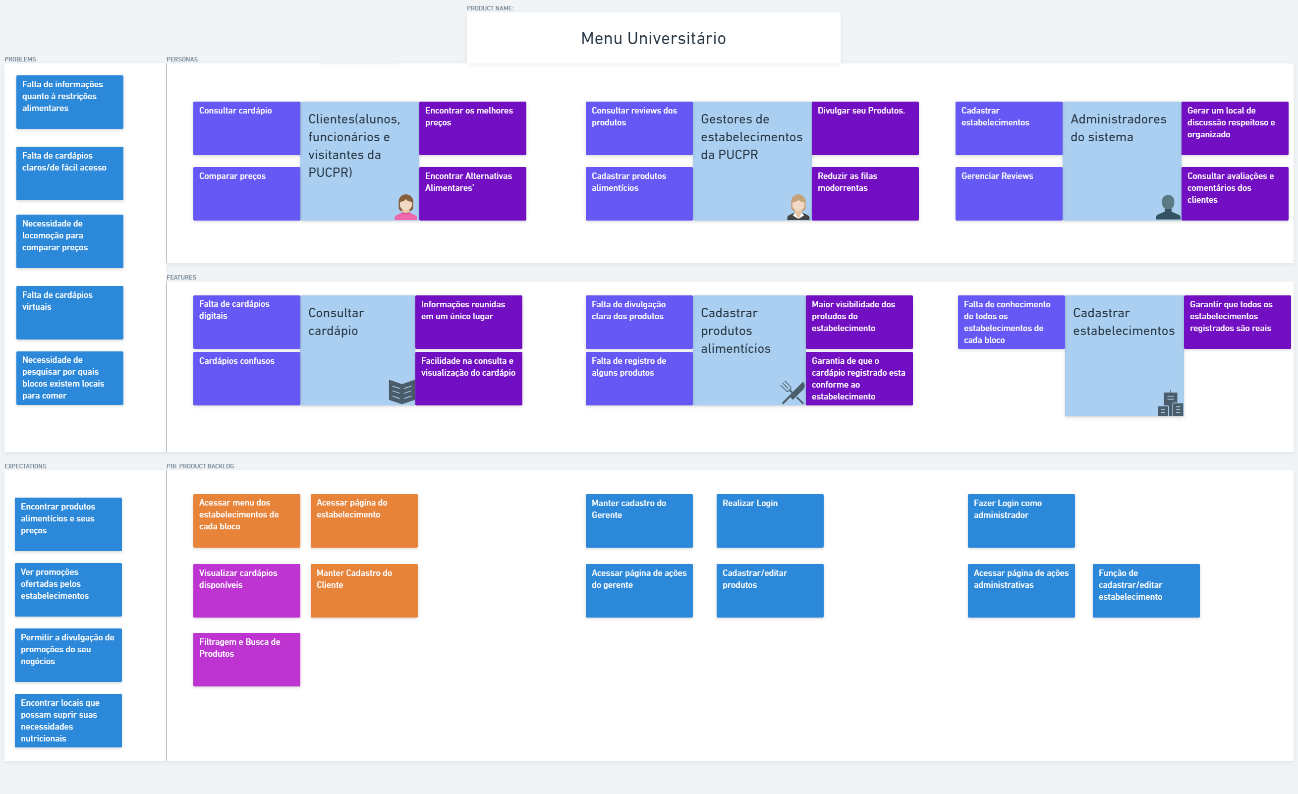 PRODUCT NAME:
Menu Universitário
PROBLEMS
Falta de informações
quanto à restrições
alimentares
Falta de cardápios
claros/de fácil acesso
Necessidade de
locomoção para
comparar preços
Falta de cardápios
virtuais
Necessidade de
pesquisar por quais
blocos existem locais
para comer
PERSONAS
Consultar cardápio
Comparar preços
Clientes(alunos,
funcionários e
visitantes da
PUCPR)
Encontrar os melhores
preços
Encontrar Alternativas
Alimentares'
Consultar reviews dos
produtos
Cadastrar produtos
alimentícios
Gestores de
estabelecimentos
da PUCPR
Divulgar seu Produtos.
Reduzir as filas
modorrentas
Cadastrar
estabelecimentos
Gerenciar Reviews
Administradores
do sistema
Gerar um local de
discussão respeitoso e
organizado
Consultar avaliações e
comentários dos
clientes
FEATURES
Falta de cardápios
digitais
Cardápios confusos
Consultar
cardápio
Informações reunidas
em um único lugar
Facilidade na consulta e
visualização do cardápio
Falta de divulgação
clara dos produtos
Falta de registro de
alguns produtos
Cadastrar
produtos
alimentícios
Maior visibilidade dos
protudos do
estabelecimento
Garantia de que o
cardápio registrado esta
conforme ao
estabelecimento
Falta de conhecimento
de todos os
estabelecimentos de
cada bloco
Cadastrar
estabelecimentos
Garantir que todos os
estabelecimentos
registrados são reais
EXPECTATIONS
Encontrar produtos
alimentícios e seus
preços
Ver promoções
ofertadas pelos
estabelecimentos
Permitir a divulgação de
promoções do seu
negócios
Encontrar locais que
possam suprir suas
necessidades
nutricionais
PBI: PRODUCT BACKLOG
Acessar menu dos
estabelecimentos de
cada bloco
Acessar página do
estabelecimento
Visualizar cardápios
disponíveis
Manter Cadastro do
Cliente
Filtragem e Busca de
Produtos
Manter cadastro do
Gerente
Realizar Login
Acessar página de ações
do gerente
Cadastrar/editar
produtos
Fazer Login como
administrador
Acessar página de ações
administrativas
Função de
cadastrar/editar
estabelecimento